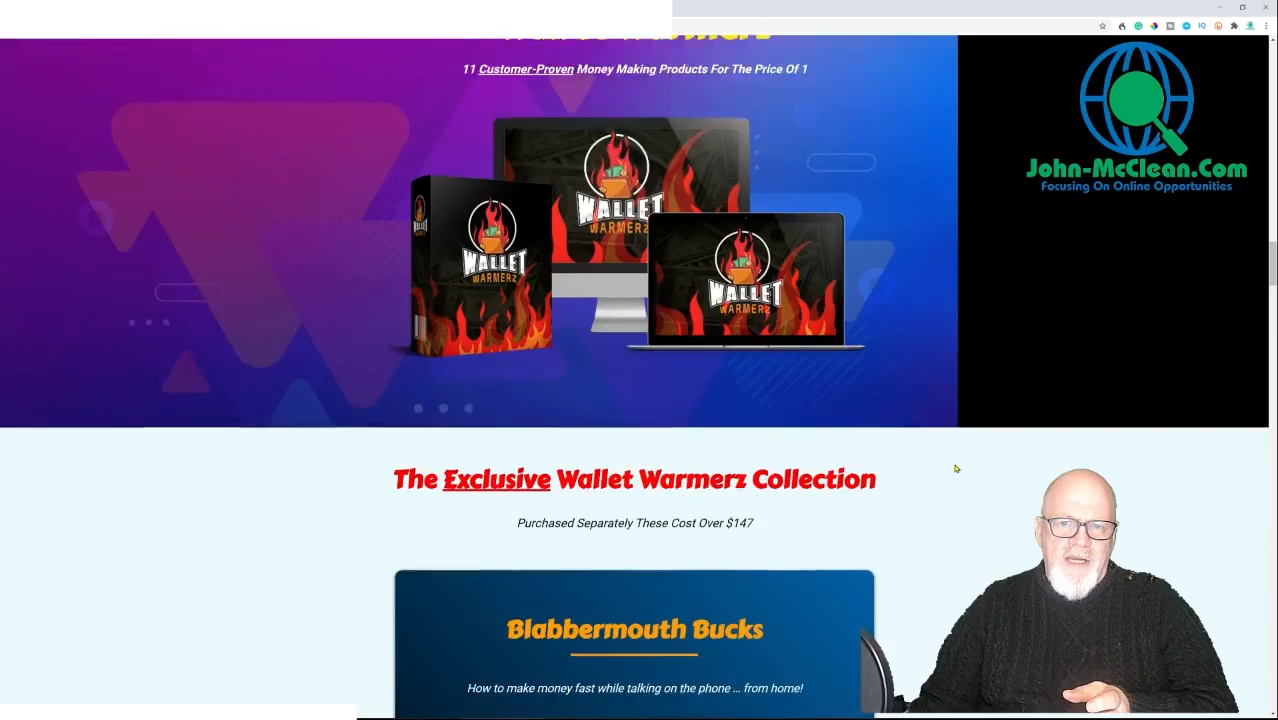 11 Customer-Proven Money Making Products For The Price Of 1
John-McClean.Com
Focusing On Online Opportunities
WALLET
WARMERZ
WALLET
WALLET
WARMERZ
WALLET
WARMERZ
The Exclusive Wallet Warmerz Collection
Purchased Separately These Cost Over $147
Blabbermouth Bucks
How to make money fast while talking on the phone ... from home!